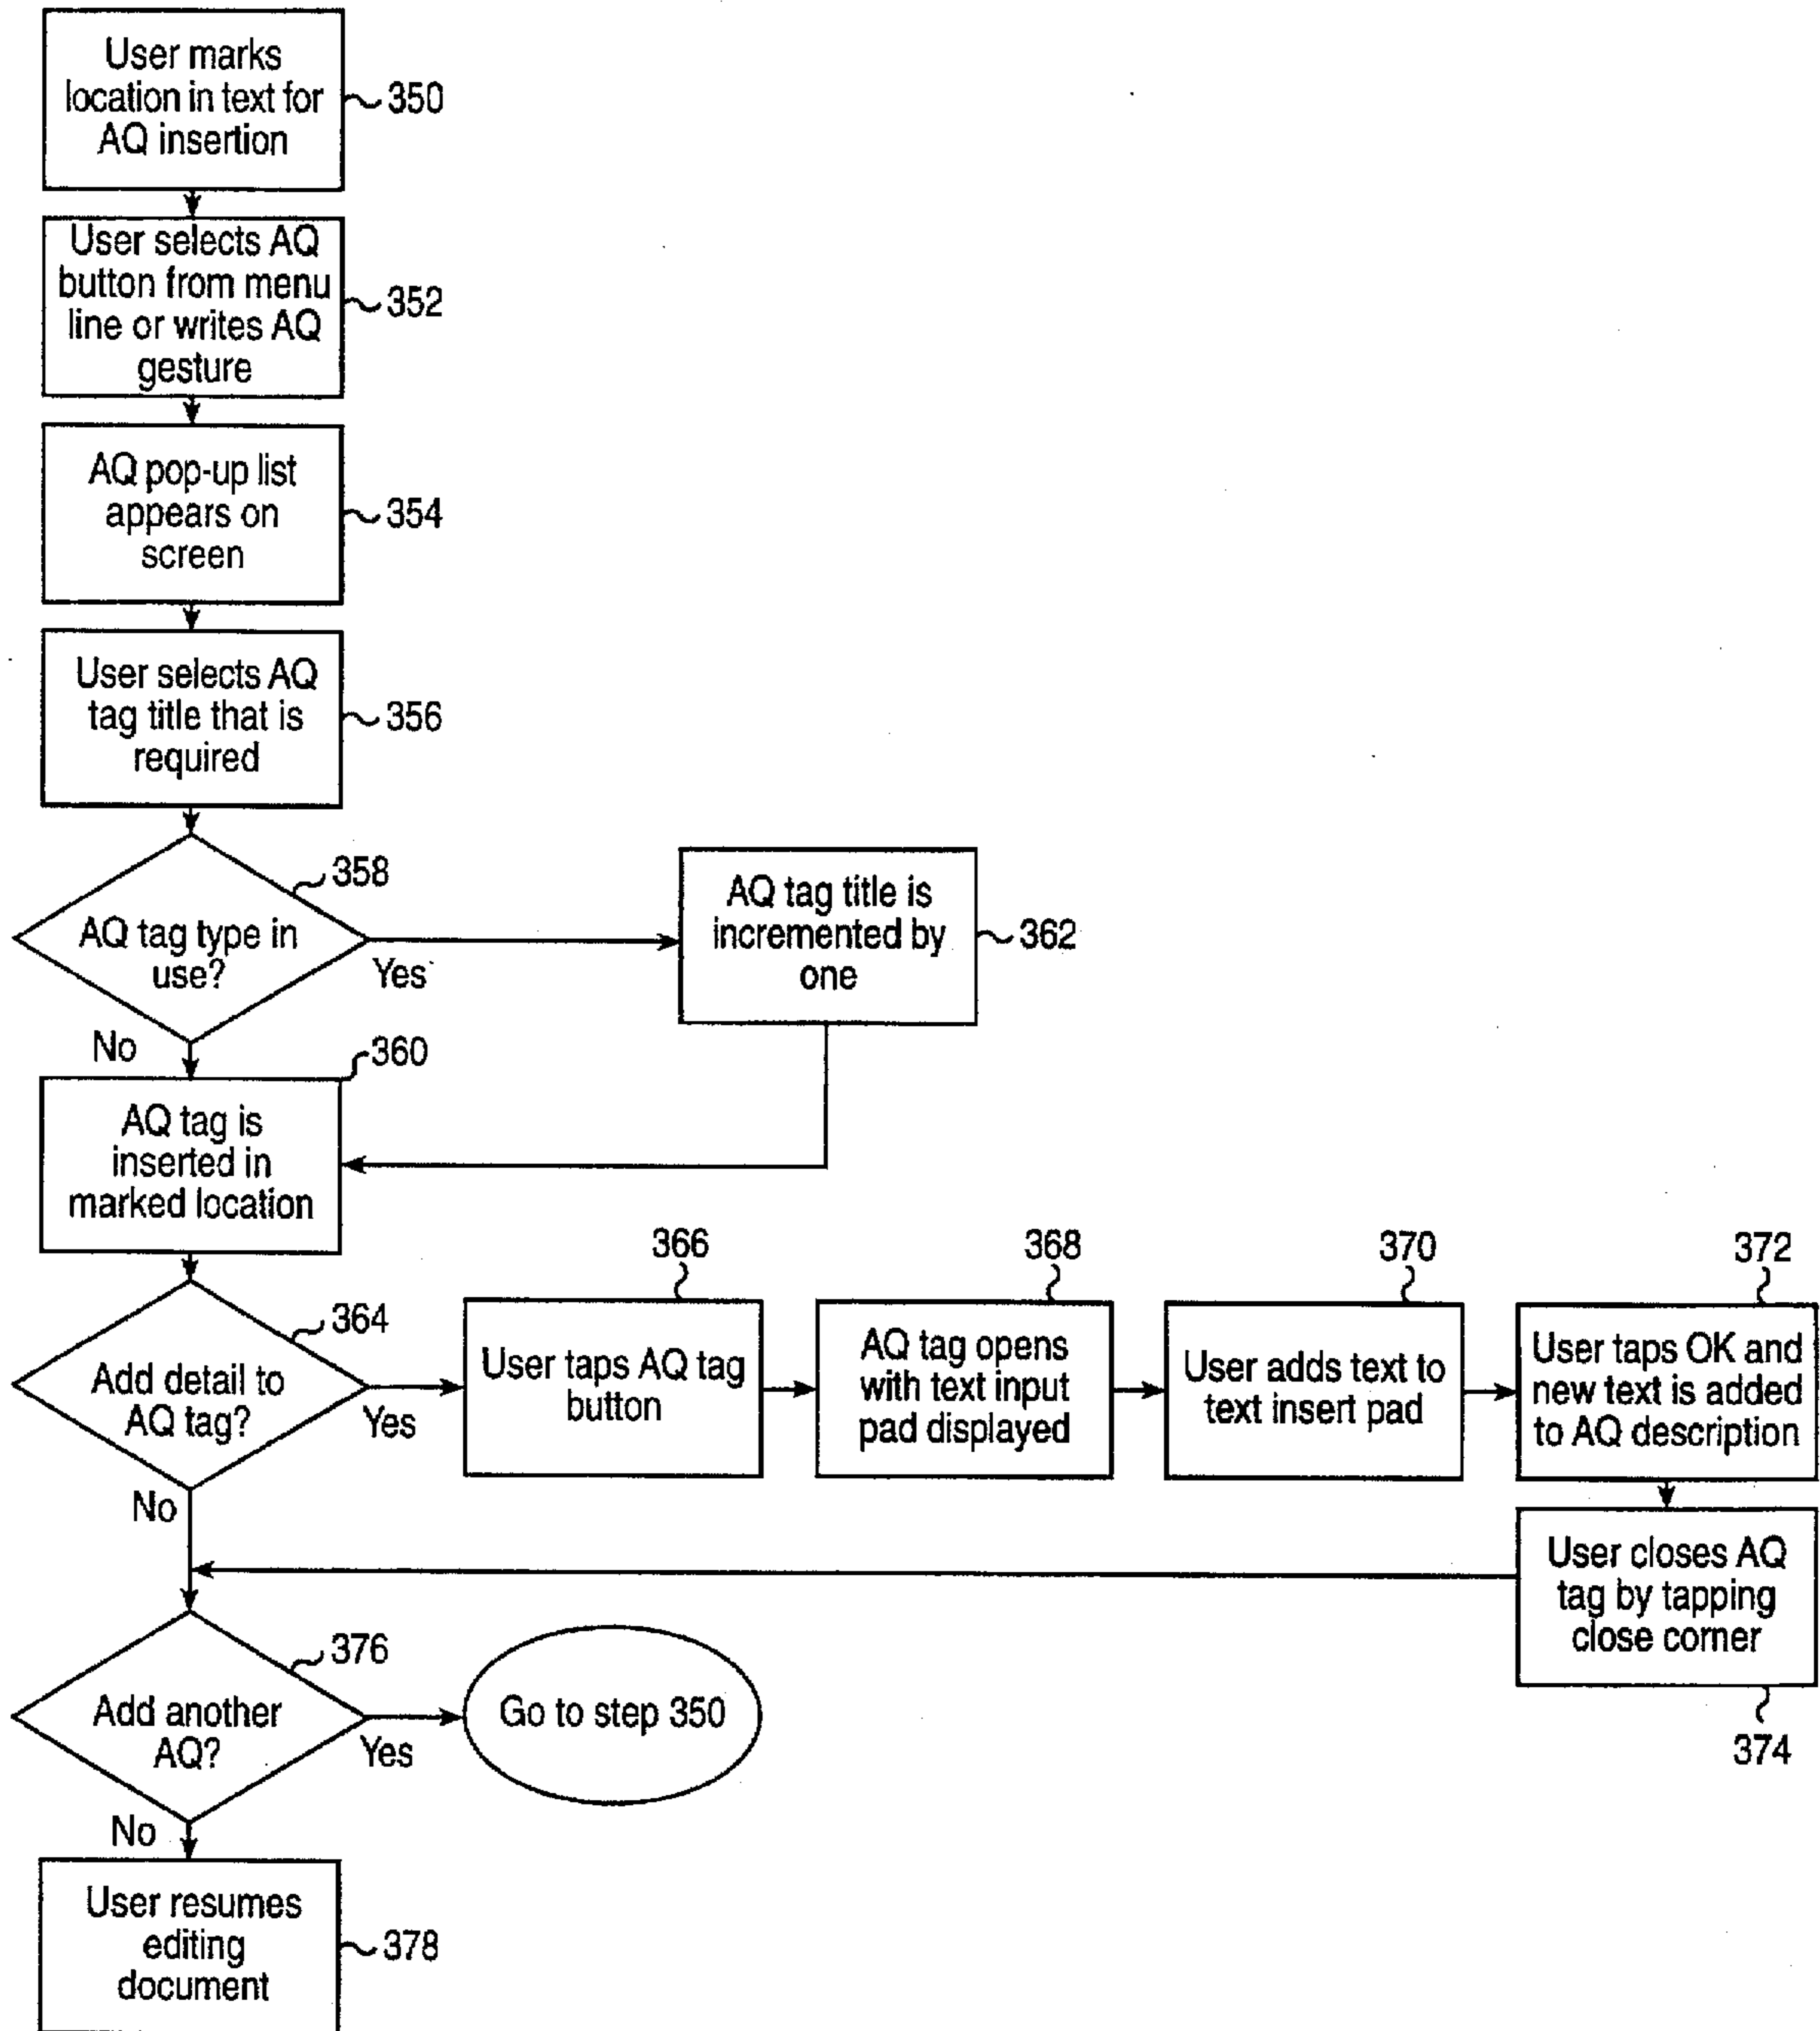 User marks
location in text for
AQ insertion
350
User selects AQ
button from menu
line or writes AQ
gesture
352
AQ pop-up list
appears on
screen
354
User selects AQ
tag title that is
required
356
358
AQ tag type in
use?
Yes
No
AQ tag title is
incremented by
one
362
360
AQ tag is
inserted in
marked location
364
Add detail to
AQ tag?
Yes
No
366
User taps AQ tag
button
368
AQ tag opens
with text input
pad displayed
370
User adds text to
text insert pad
372
User taps OK and
new text is added
to AQ description
User closes AQ
tag by tapping
close corner
374
376
Add another
AQ?
Yes
No
Go to step 350
User resumes
editing
document
378